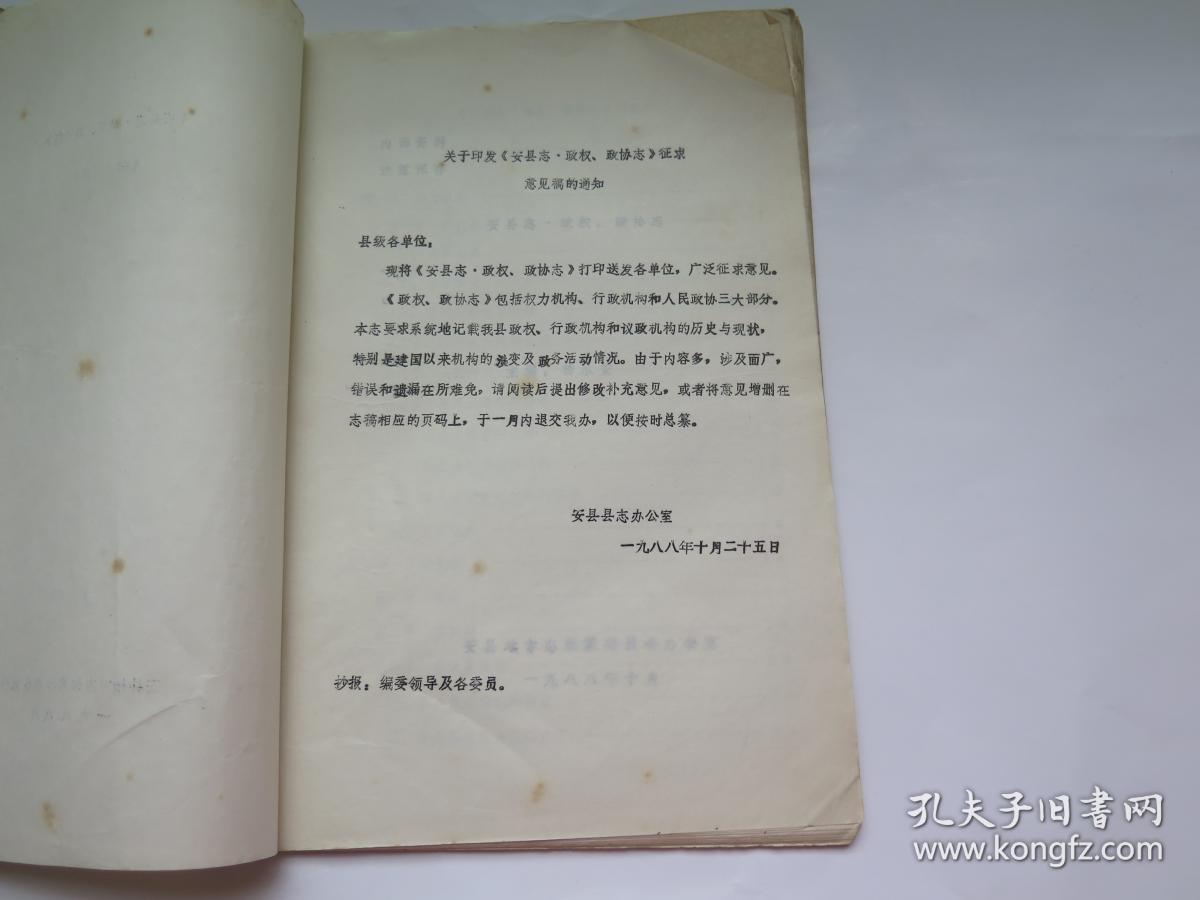 关于印发《安县志·政权、政协志》征求
意见稿的通知
县级各单位：
现将《安县志·政权、政协志》打印送发各单位，广泛征求意见。
《政权、政协志》包括权力机构、行政机构和人民政协三大部分。
本志要求系统地记载我县政权、行政机构和议政机构的历史与现状，
特别是建国以来机构的演变及政务活动情况。由于内容多，涉及面广，
错误和遗漏在所难免，请阅读后提出修改补充意见，或者将意见增删在
志稿相应的页码上，于一月内退交我办，以便按时总纂。
安县县志办公室
一九八八年十月二十五日
抄报：编委领导及各委员。
孔夫子旧书网
www.kongfz.com